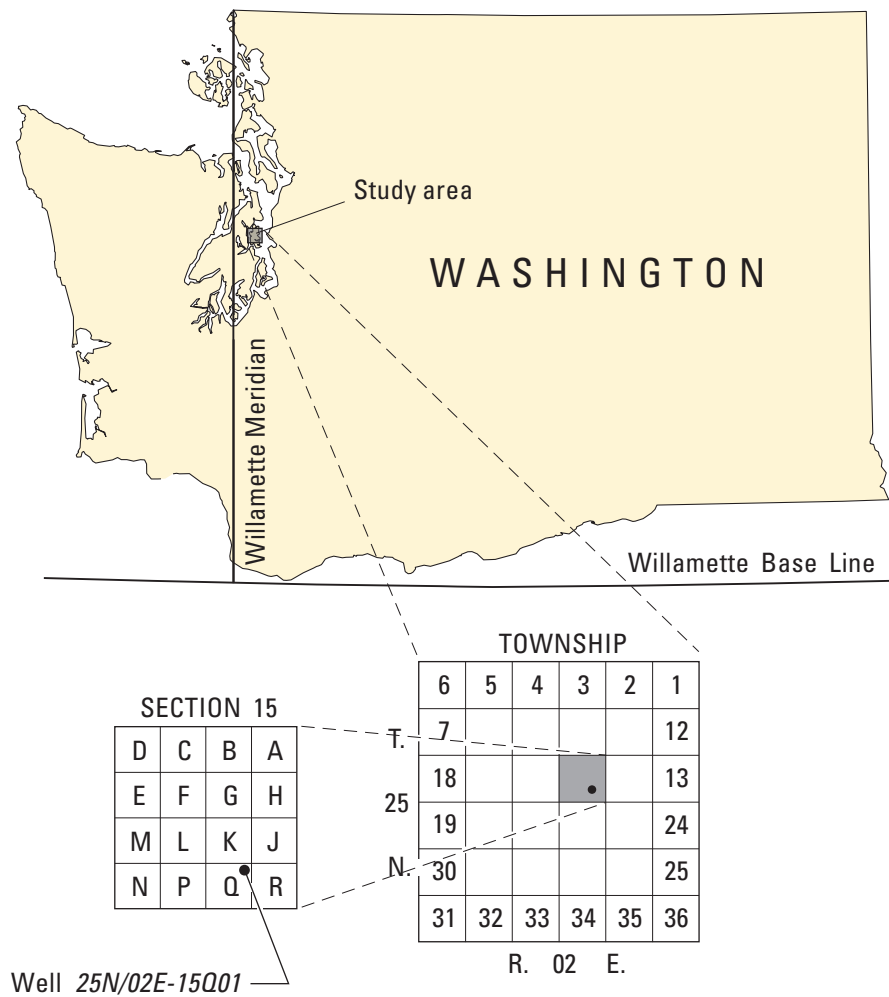 Study area
WASHINGTON
Willamette Meridian
Willamette Base Line
TOWNSHIP
6 5 4 3 2 1
7 12
18 13
19 24
30 25
31 32 33 34 35 36
T.
25
N.
R. 02 E.
SECTION 15
D C B A
E F G H
M L K J
N P Q R
Well 25N/02E-15Q01